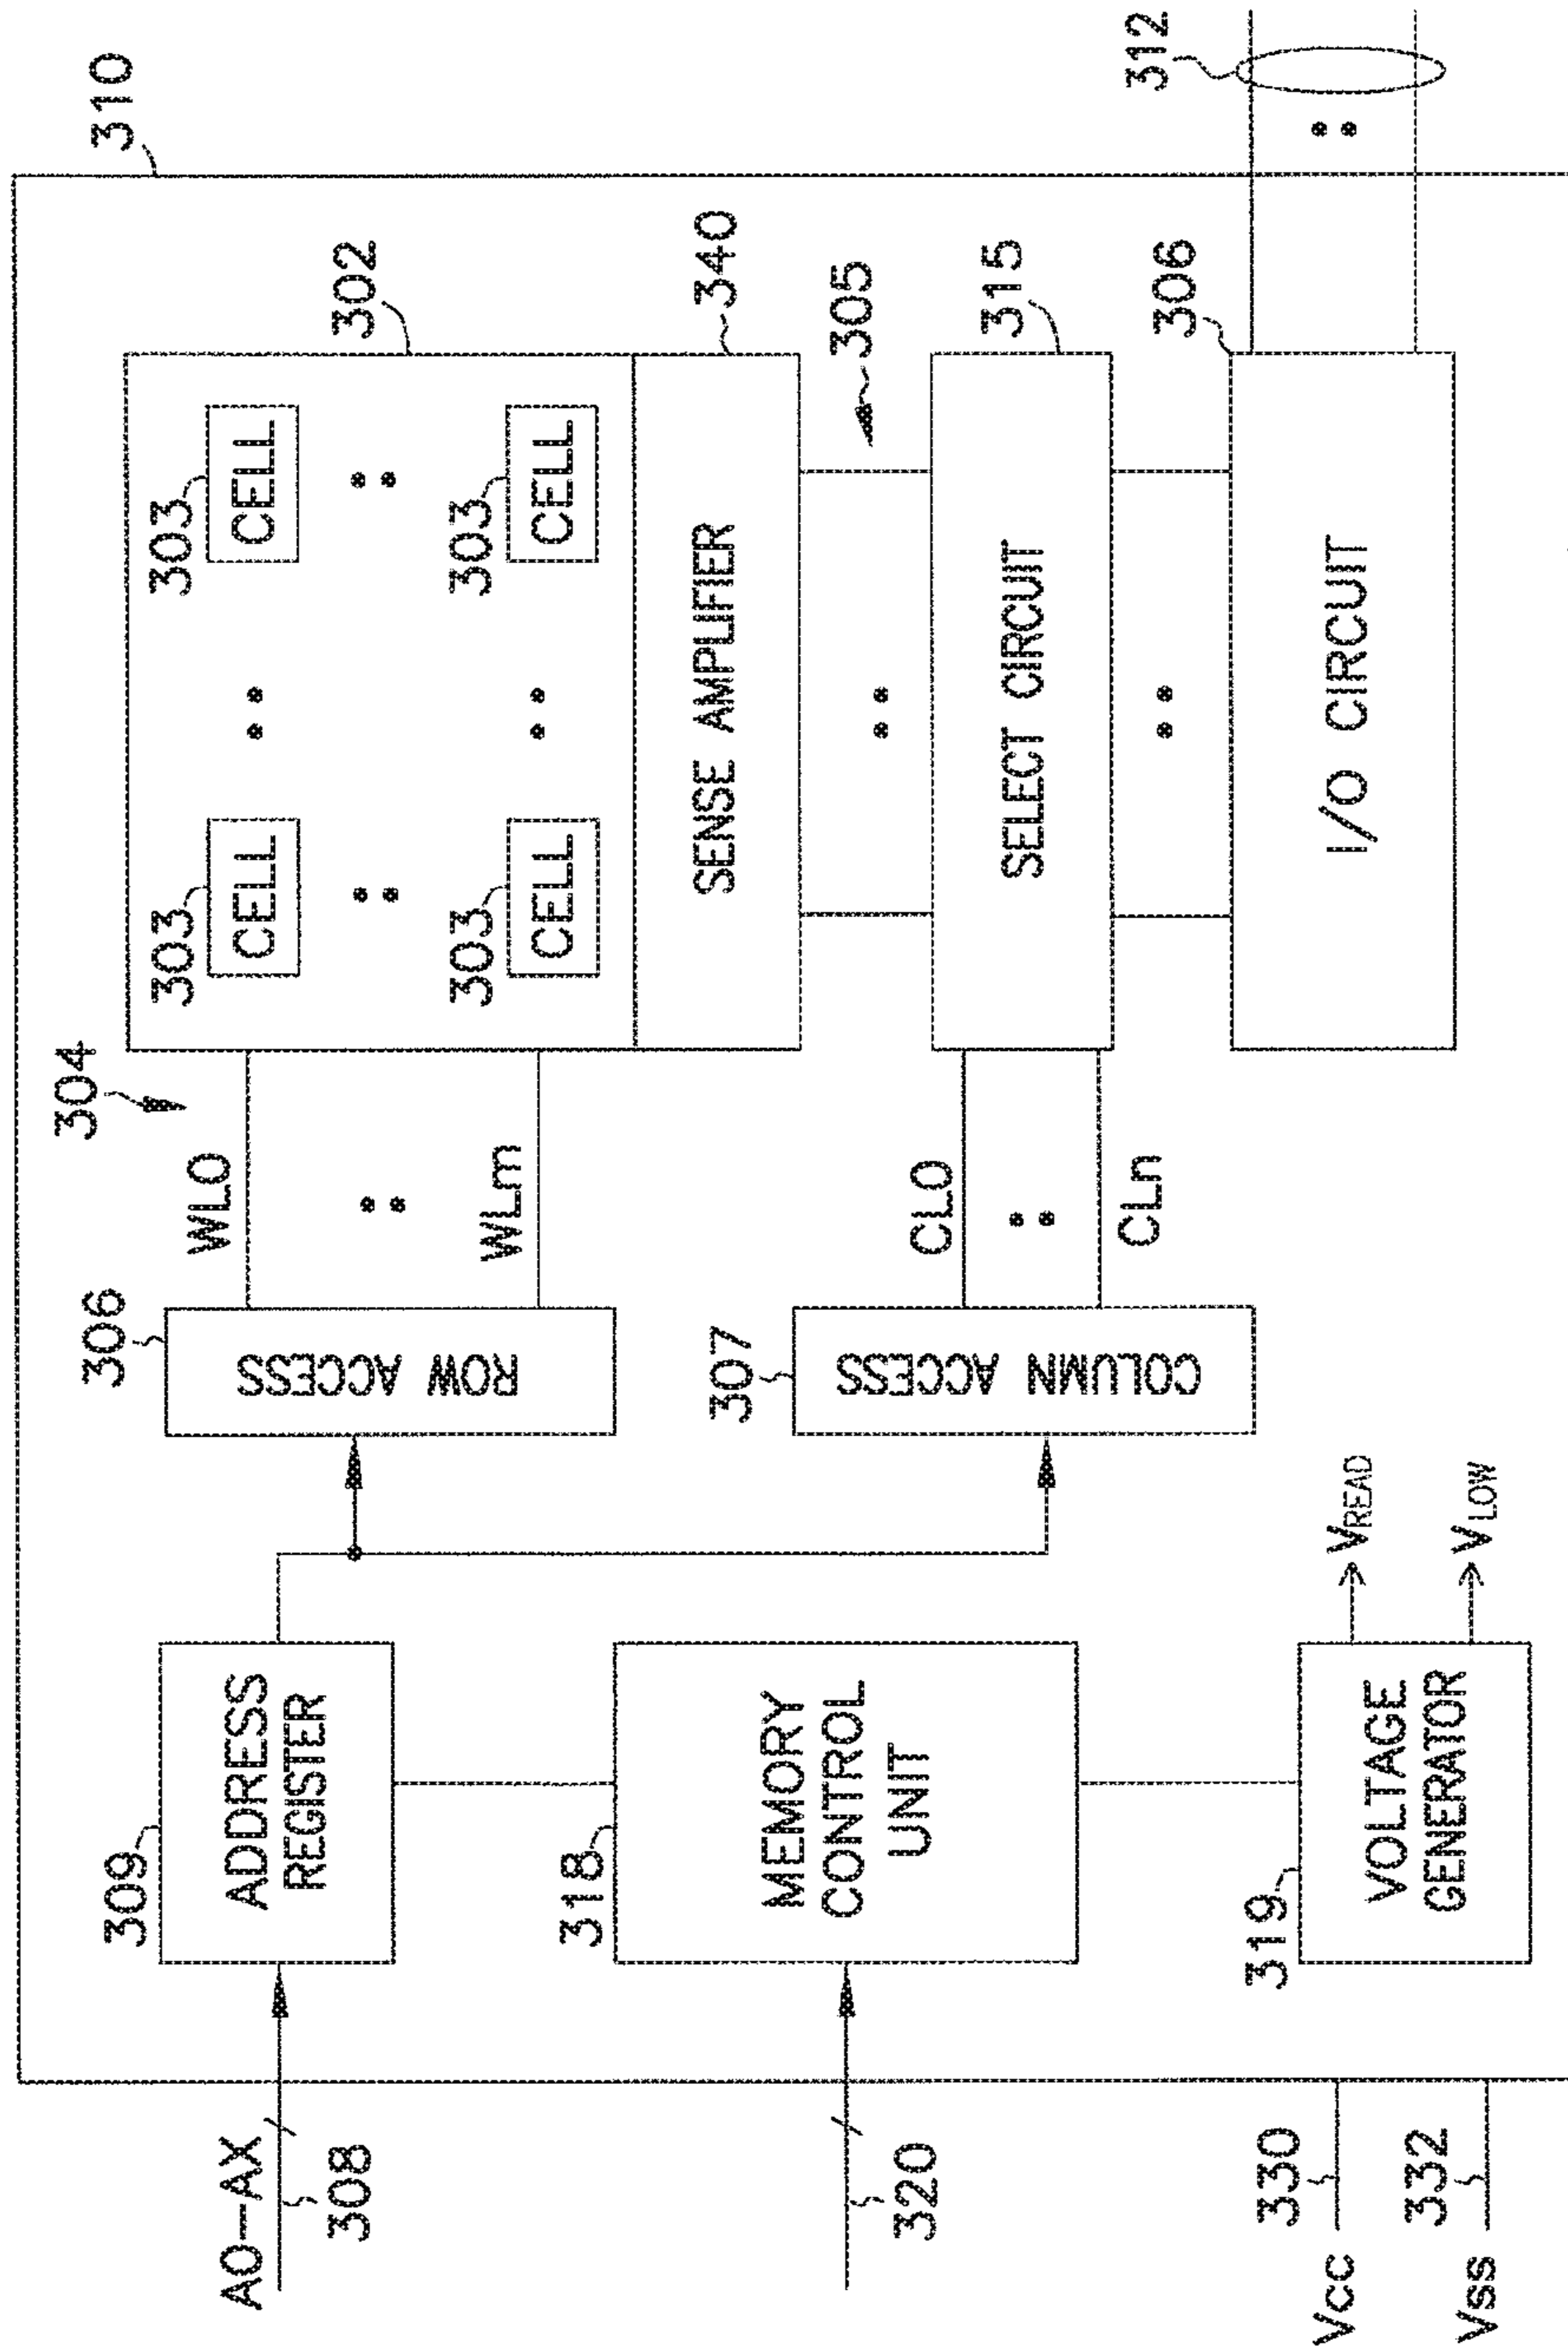 310
304
306
WL0
WLm
ROW ACCESS
303
CELL
303
CELL
303
CELL
303
CELL
302
SENSE AMPLIFIER
340
305
A0-AX
308
309
ADDRESS
REGISTER
318
MEMORY
CONTROL
UNIT
320
307
COLUMN ACCESS
CL0
CLn
SELECT CIRCUIT
315
I/O CIRCUIT
306
312
319
VOLTAGE
GENERATOR
VREAD
VLOW
Vcc
330
Vss
332